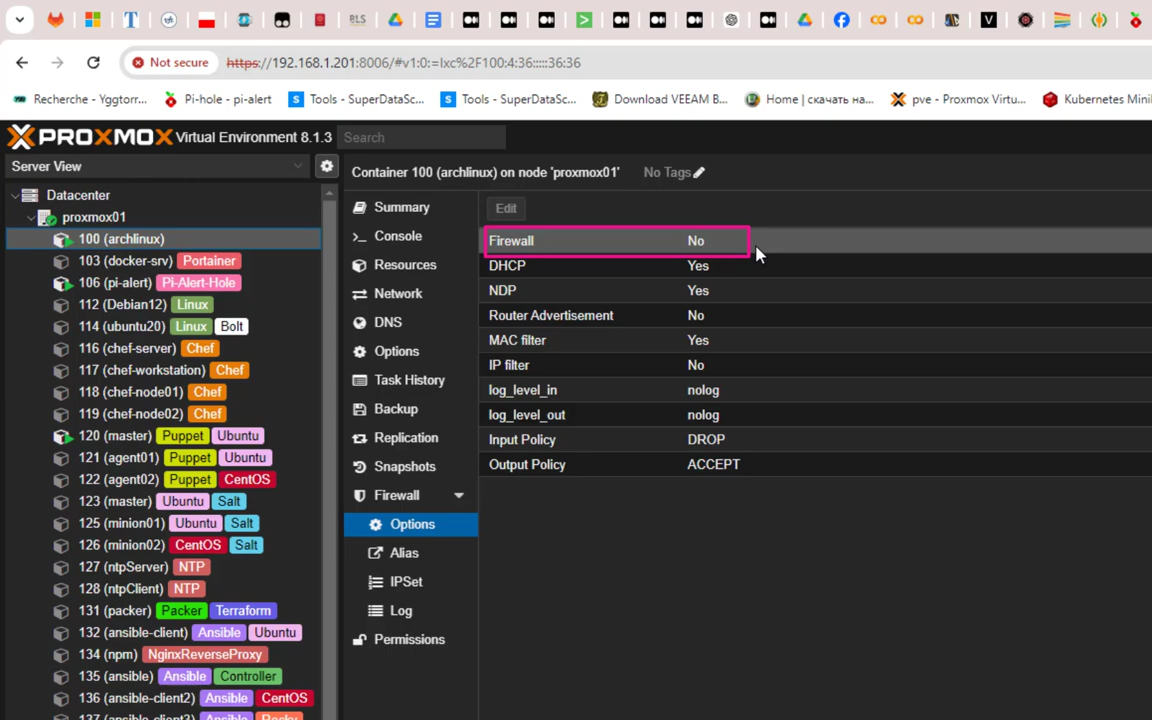 BLS
Not secure
https://192.168.1.201:8006/#v1:0:=lxc%2F100:4:36:::::36:36
Recherche - Yggtorr...
Pi-hole - pi-alert
Tools - SuperDataSc...
Tools - SuperDataSc...
Download VEEAM B...
Home | скачать на...
pve - Proxmox Virtu...
Kubernetes Mini
PROXMOX Virtual Environment 8.1.3
Search
Server View
Container 100 (archlinux) on node 'proxmox01'
No Tags
Datacenter
proxmox01
100 (archlinux)
103 (docker-srv) Portainer
106 (pi-alert) Pi-Alert-Hole
112 (Debian12) Linux
114 (ubuntu20) Linux Bolt
116 (chef-server) Chef
117 (chef-workstation) Chef
118 (chef-node01) Chef
119 (chef-node02) Chef
120 (master) Puppet Ubuntu
121 (agent01) Puppet Ubuntu
122 (agent02) Puppet CentOS
123 (master) Ubuntu Salt
125 (minion01) Ubuntu Salt
126 (minion02) CentOS Salt
127 (ntpServer) NTP
128 (ntpClient) NTP
131 (packer) Packer Terraform
132 (ansible-client) Ansible Ubuntu
134 (npm) NginxReverseProxy
135 (ansible) Ansible Controller
136 (ansible-client2) Ansible CentOS
137 (ansible-client3) Ansible Rocky
Summary
Console
Resources
Network
DNS
Options
Task History
Backup
Replication
Snapshots
Firewall
Options
Alias
IPSet
Log
Permissions
Edit
Firewall No
DHCP Yes
NDP Yes
Router Advertisement No
MAC filter Yes
IP filter No
log_level_in nolog
log_level_out nolog
Input Policy DROP
Output Policy ACCEPT